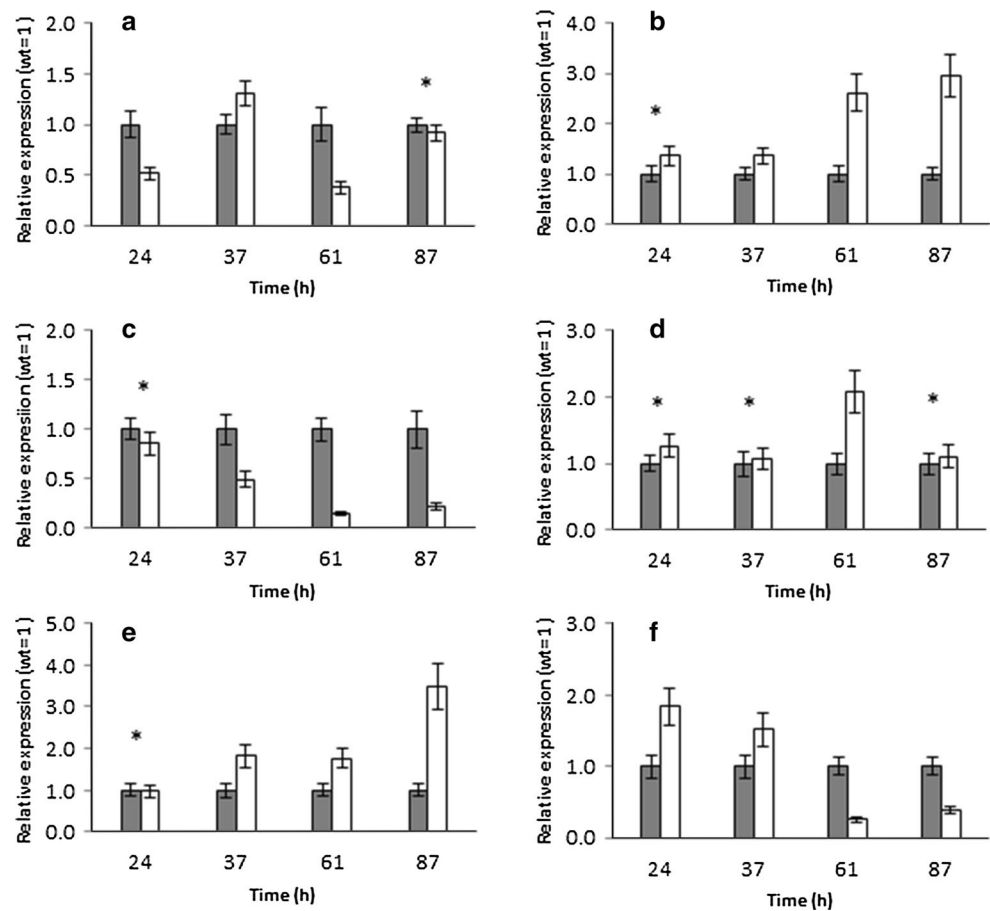 a
Relative expression (wt=1)
2.0
1.5
1.0
0.5
0.0
*
24 37 61 87
Time (h)
b
Relative expression (wt=1)
4.0
3.0
2.0
1.0
0.0
*
24 37 61 87
Time (h)
c
Relative expression (wt=1)
2.0
1.5
1.0
0.5
0.0
*
24 37 61 87
Time (h)
d
Relative expression (wt=1)
3.0
2.0
1.0
0.0
* * *
24 37 61 87
Time (h)
e
Relative expression (wt=1)
5.0
4.0
3.0
2.0
1.0
0.0
*
24 37 61 87
Time (h)
f
Relative expression (wt=1)
3.0
2.0
1.0
0.0
24 37 61 87
Time (h)